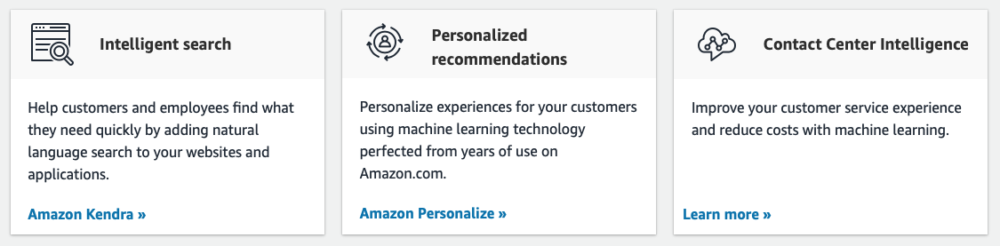 Intelligent search
Help customers and employees find what
they need quickly by adding natural
language search to your websites and
applications.
Amazon Kendra »
Personalized
recommendations
Personalize experiences for your customers
using machine learning technology
perfected from years of use on
Amazon.com.
Amazon Personalize »
Contact Center Intelligence
Improve your customer service experience
and reduce costs with machine learning.
Learn more »